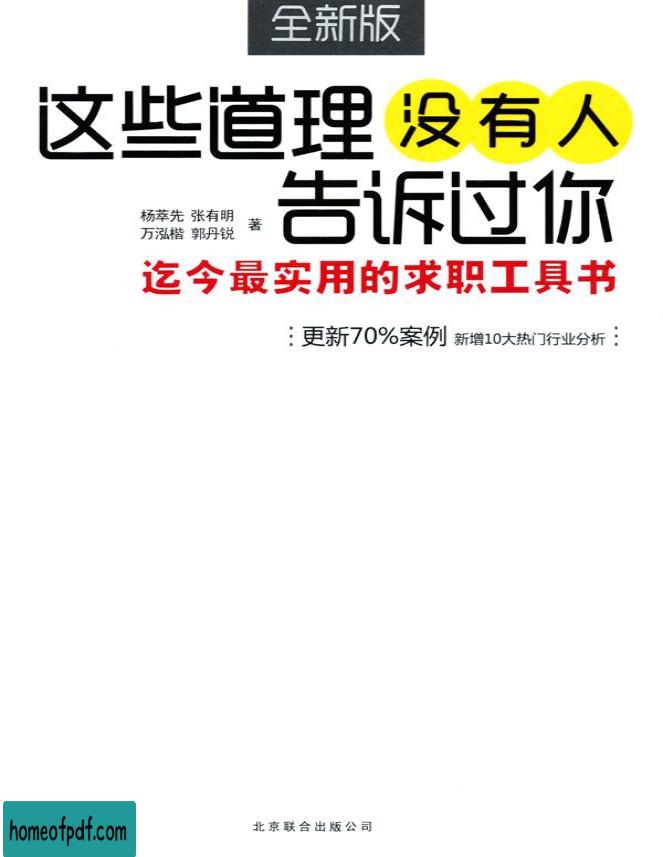 全新版
这些道理没有人
告诉过你
杨萃先 张有明
万泓楷 郭丹锐 著
迄今最实用的求职工具书
更新70%案例 新增10大热门行业分析
北京联合出版公司
homeofpdf.com